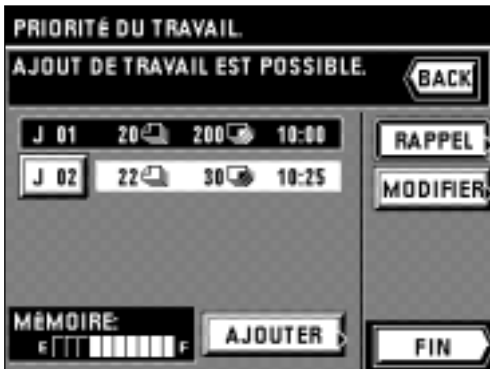 PRIORITÉ DU TRAVAIL.
AJOUT DE TRAVAIL EST POSSIBLE.
BACK
J 01 20 200 10:00
RAPPEL
J 02 22 30 10:25
MODIFIER
MÉMOIRE:
E F
AJOUTER
FIN